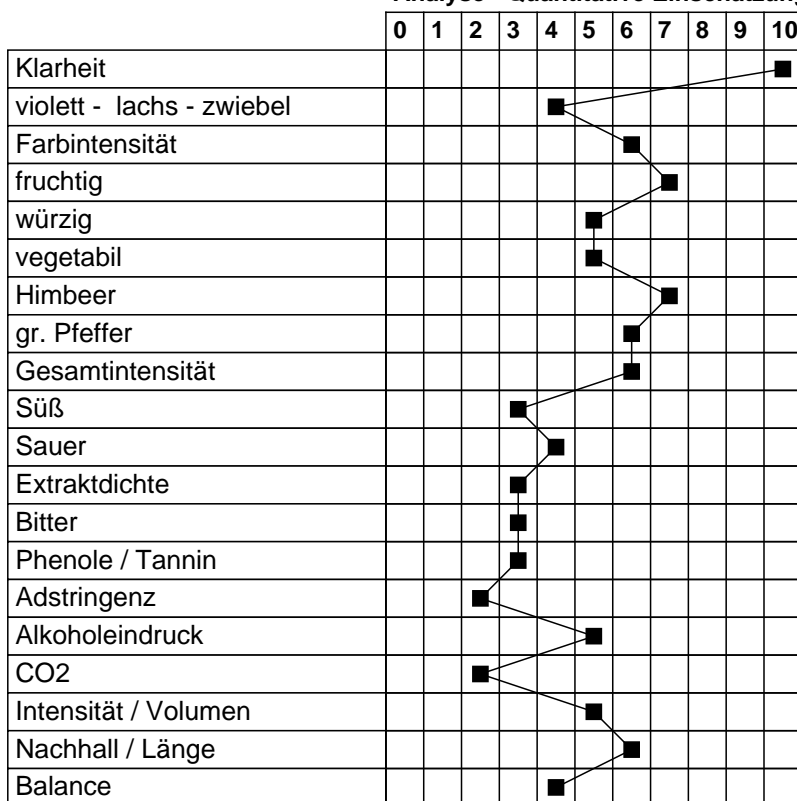 0 1 2 3 4 5 6 7 8 9 10
Klarheit
violett - lachs - zwiebel
Farbintensität
fruchtig
würzig
vegetabil
Himbeer
gr. Pfeffer
Gesamtintensität
Süß
Sauer
Extraktdichte
Bitter
Phenole / Tannin
Adstringenz
Alkoholeindruck
CO2
Intensität / Volumen
Nachhall / Länge
Balance